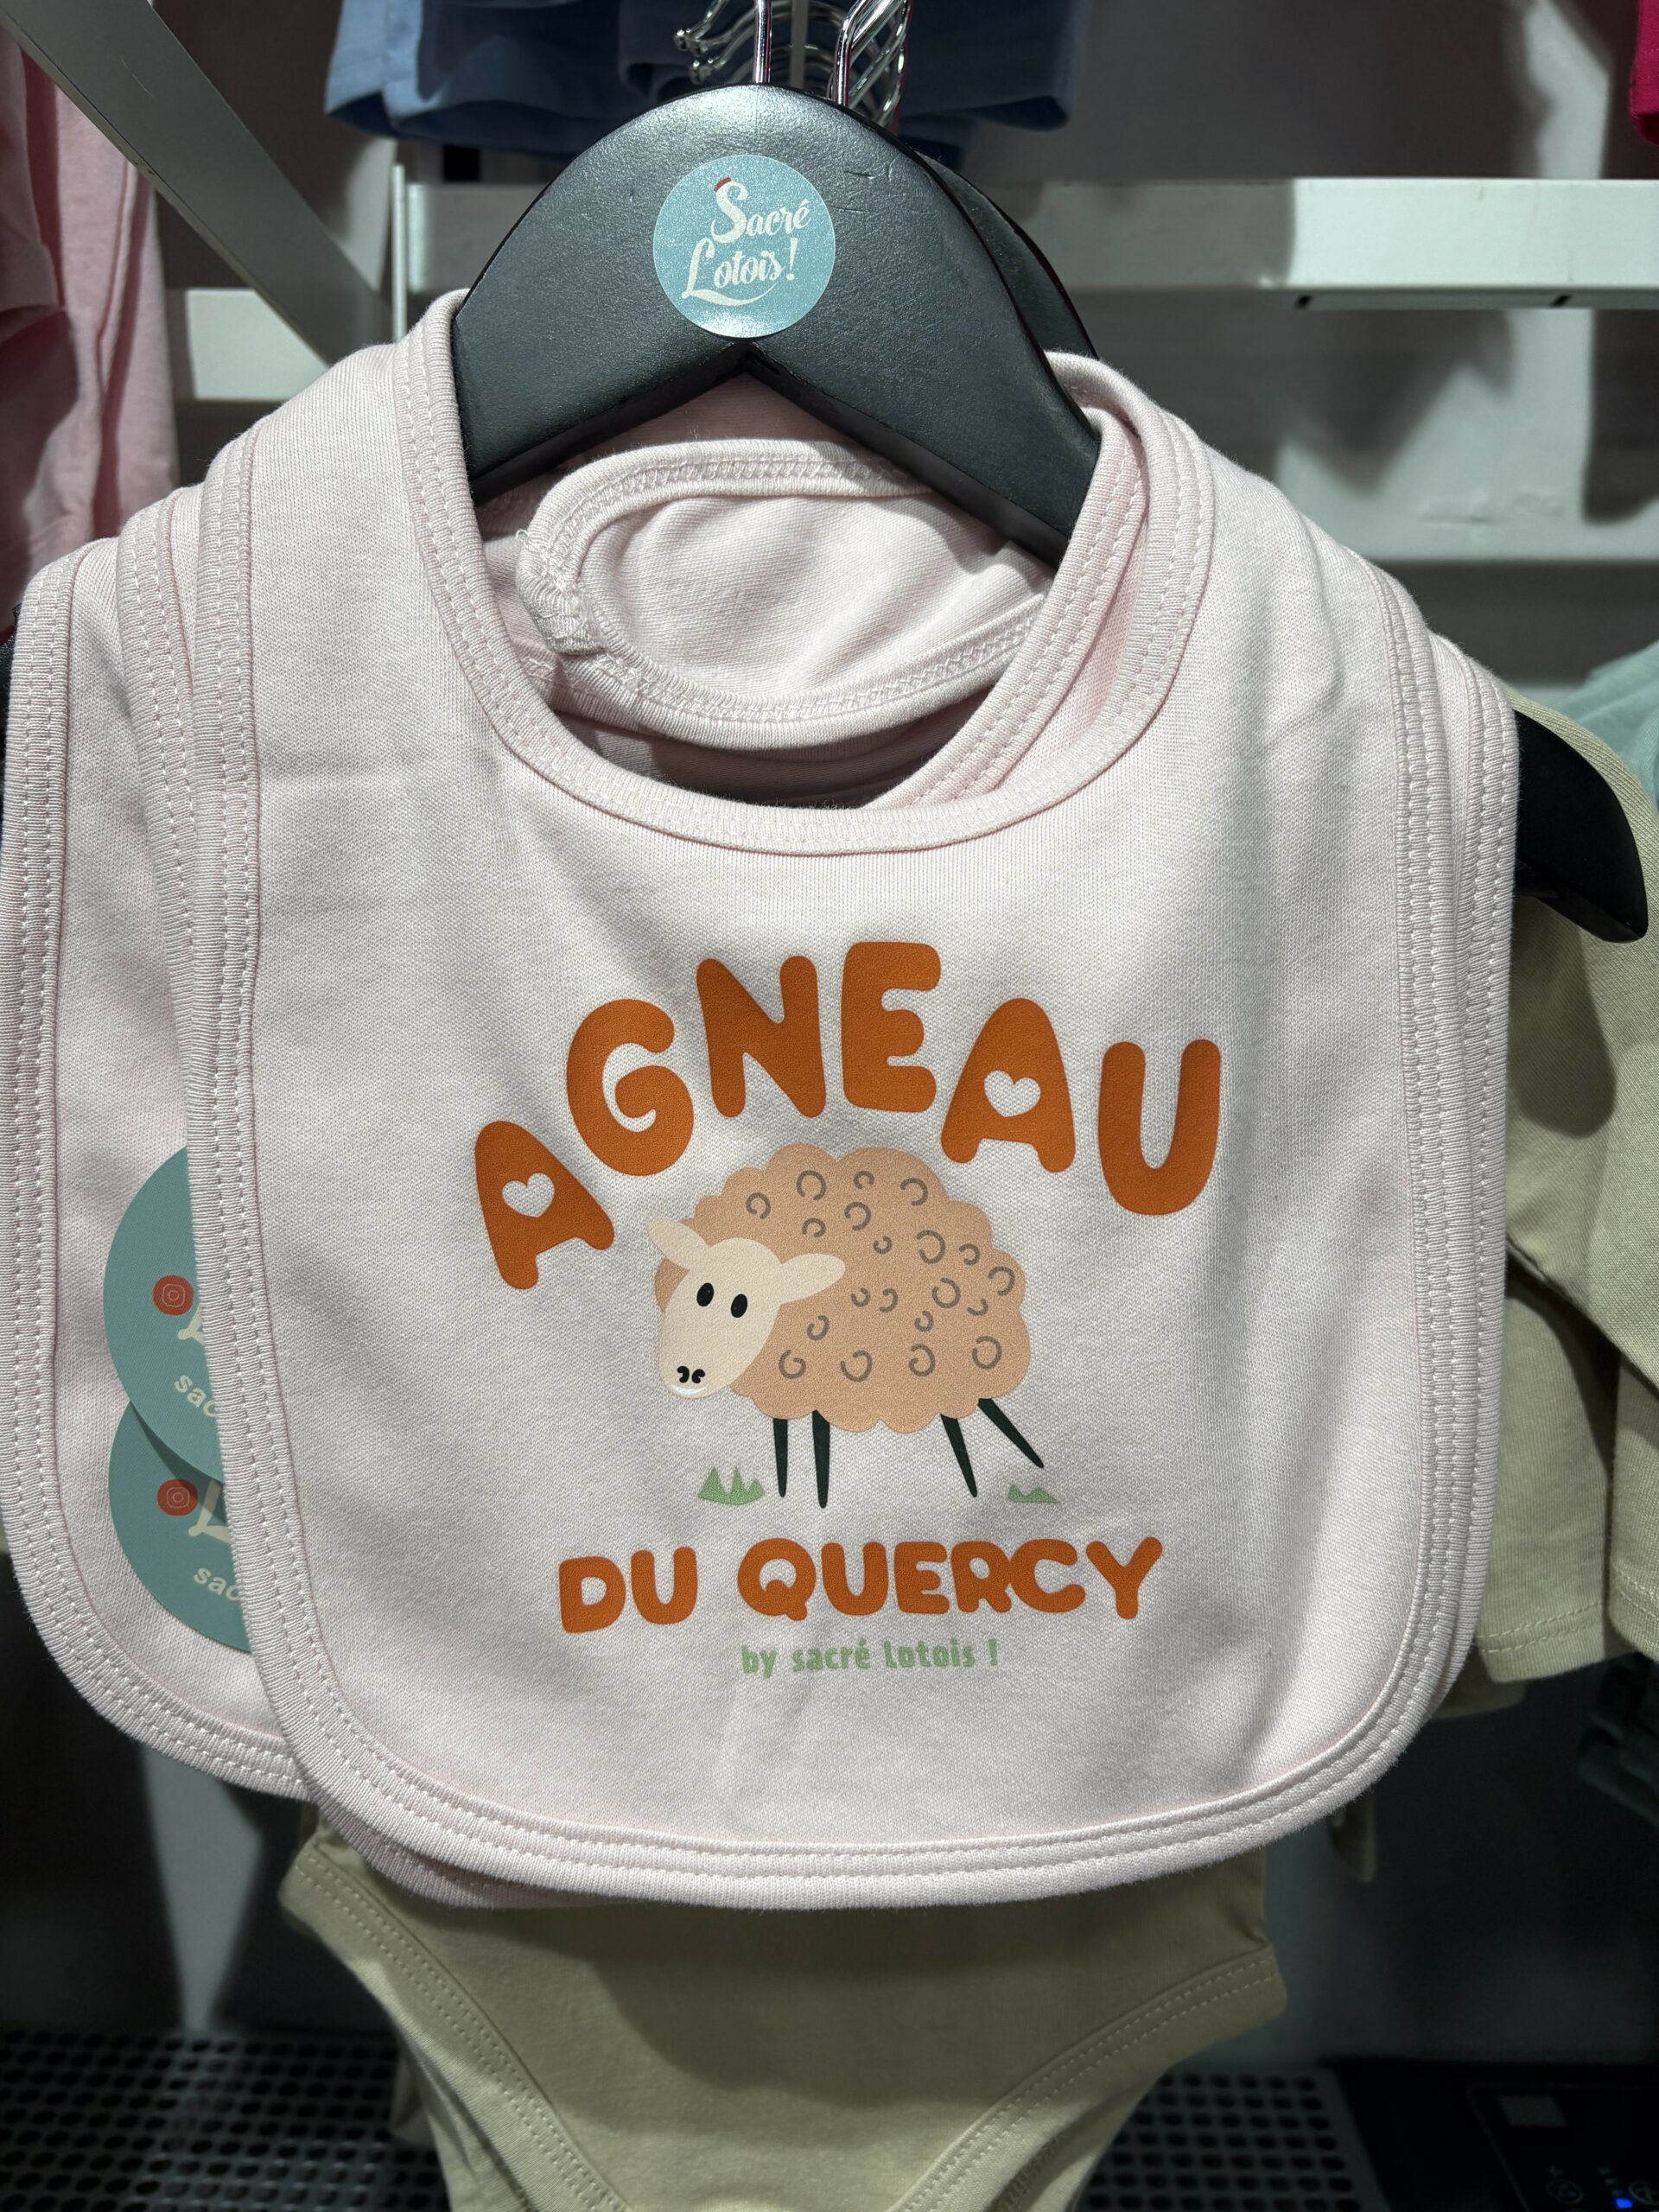 Sacré
Lotois!
AGNEAU
DU QUERCY
by sacré lotois !